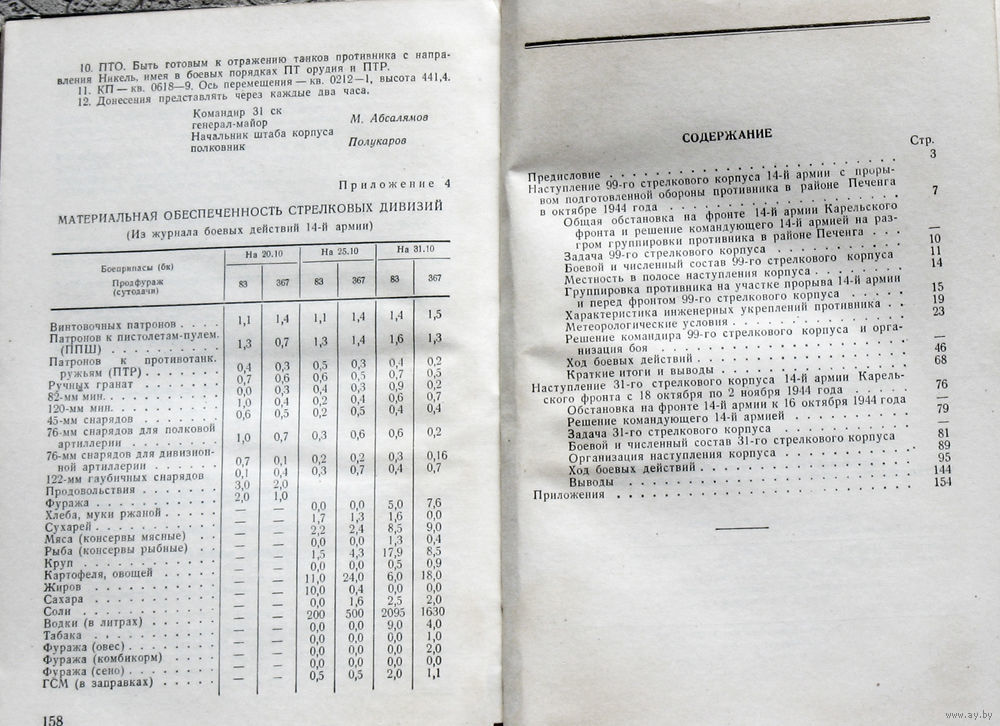 10. ПТО. Быть готовым к отражению танков противника с направ-
ления Никель, имея в боевых порядках ПТ орудия и ПТР.
11. КП — кв. 0618—9. Ось перемещения — кв. 0212—1, высота 441,4.
12. Донесения представлять через каждые два часа.
Командир 31 ск
генерал-майор М. Абсалямов
Начальник штаба корпуса
полковник Полукаров
Приложение 4
МАТЕРИАЛЬНАЯ ОБЕСПЕЧЕННОСТЬ СТРЕЛКОВЫХ ДИВИЗИЙ
(Из журнала боевых действий 14-й армии)
Боеприпасы (бк) На 20.10 На 25.10 На 31.10
Продфураж (сутодачи) 83 367 83 367 83 367
Винтовочных патронов . . . . 1,1 1,4 1,1 1,4 1,4 1,5
Патронов к пистолетам-пулем.
(ППШ) . . . . . . . . . 1,3 0,7 1,3 1,4 1,6 1,3
Патронов к противотанк.
ружьям (ПТР) . . . . . . 0,4 0,3 0,5 0,3 0,4 0,2
Ручных гранат . . . . . . . 0,7 0,6 0,6 0,5 0,7 0,5
82-мм мин. . . . . . . . . 0,0 0,3 0,4 0,3 0,9 0,2
120-мм мин. . . . . . . . . 1,0 0,4 0,2 0,4 0,6 0,7
45-мм снарядов . . . . . . 0,6 0,5 0,2 0,5 0,4 0,4
76-мм снарядов для полковой
артиллерии . . . . . . . 1,0 0,7 0,3 0,6 0,6 0,2
76-мм снарядов для дивизион-
ной артиллерии . . . . . 0,7 0,1 0,2 0,2 0,3 0,16
122-мм гаубичных снарядов 0,1 0,4 0,3 0,7 0,4 0,7
Продовольствия . . . . . . 3,0 2,0
Фуража . . . . . . . . . . 2,0 1,0
Хлеба, муки ржаной . . . . — — 0,0 0,0 5,0 7,6
Сухарей . . . . . . . . . — — 1,7 1,3 1,6 0,0
Мяса (консервы мясные) . . — — 2,2 2,4 8,5 9,0
Рыба (консервы рыбные) . . — — 0,0 0,0 1,3 0,4
Круп . . . . . . . . . . — — 1,5 4,3 17,9 8,5
Картофеля, овощей . . . . — — 0,0 0,0 0,5 0,9
Жиров . . . . . . . . . . — — 11,0 24,0 6,0 18,0
Сахара . . . . . . . . . — — 10,0 0,4 0,0 0,0
Соли . . . . . . . . . . — — 0,0 1,6 2,5 2,0
Водки (в литрах) . . . . . — — 200 500 2095 1630
Табака . . . . . . . . . — — 0,0 0,0 9,0 4,0
Фуража (овес) . . . . . . — — 0,0 0,0 0,0 1,0
Фуража (комбикорм) . . . — — 0,0 0,0 0,0 2,0
Фуража (сено) . . . . . . — — 0,0 0,0 0,0 0,0
ГСМ (в заправках) . . . . . — — 0,5 0,5 2,0 1,1
158
СОДЕРЖАНИЕ
Стр.
Предисловие . . . . . . . . . . 3
Наступление 99-го стрелкового корпуса 14-й армии с проры-
вом подготовленной обороны противника в районе Печенга
в октябре 1944 года . . . . . . . . . . 7
Общая обстановка на фронте 14-й армии Карельского
фронта и решение командующего 14-й армией на раз-
гром группировки противника в районе Печенга . . . —
Задача 99-го стрелкового корпуса . . . . . . 10
Боевой и численный состав 99-го стрелкового корпуса 11
Местность в полосе наступления корпуса . . . . . 14
Группировка противника на участке прорыва 14-й армии
и перед фронтом 99-го стрелкового корпуса . . . . 15
Характеристика инженерных укреплений противника . . 19
Метеорологические условия . . . . . . . . 23
Решение командира 99-го стрелкового корпуса и орга-
низация боя . . . . . . . . . .
Ход боевых действий . . . . . . . . . . 46
Краткие итоги и выводы . . . . . . . . . 68
Наступление 31-го стрелкового корпуса 14-й армии Карель-
ского фронта с 18 октября по 2 ноября 1944 года . . . 76
Обстановка на фронте 14-й армии к 16 октября 1944 года —
Решение командующего 14-й армией . . . . . . 79
Задача 31-го стрелкового корпуса . . . . . . —
Боевой и численный состав 31-го стрелкового корпуса 81
Организация наступления корпуса . . . . . . 89
Ход боевых действий . . . . . . . . . . 95
Выводы . . . . . . . . . . 144
Приложения . . . . . . . . . . 154
www.ay.by